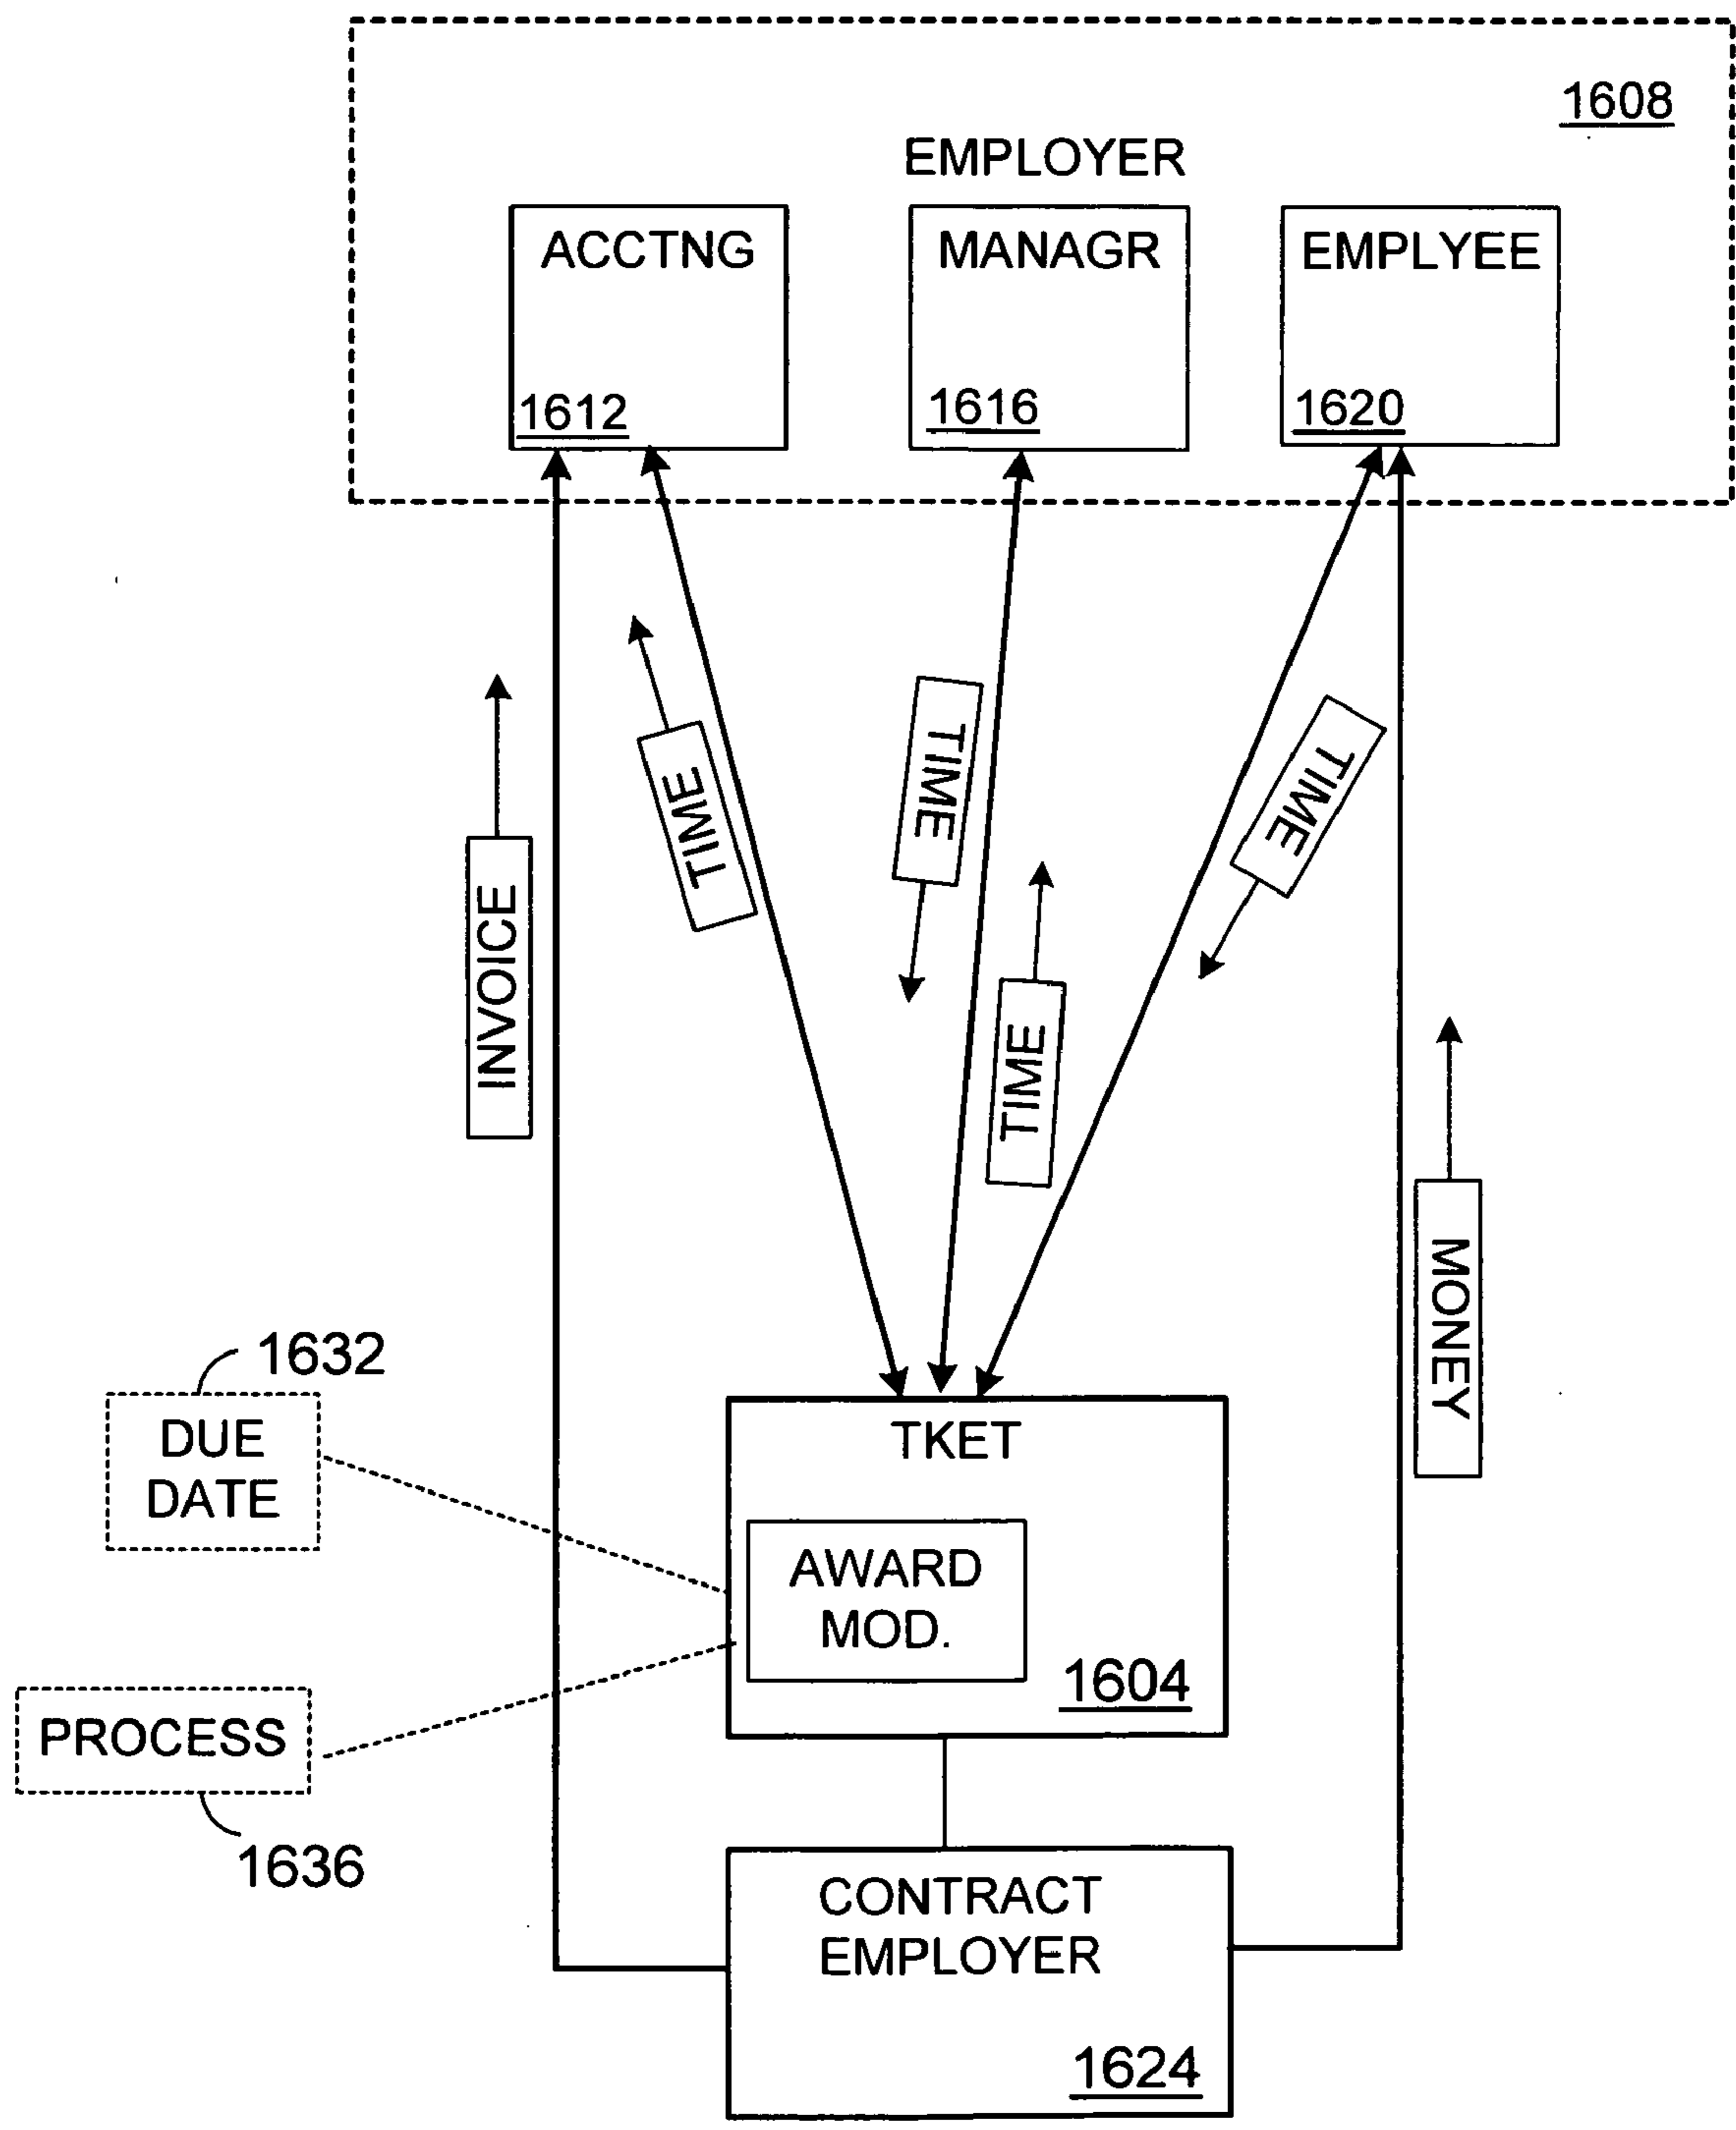 1608
EMPLOYER
ACCTNG
MANAGR
EMPLYEE
1612
1616
1620
TIME
TIME
TIME
INVOICE
TIME
MONEY
1632
DUE
DATE
TKET
AWARD
MOD.
1604
PROCESS
1636
CONTRACT
EMPLOYER
1624